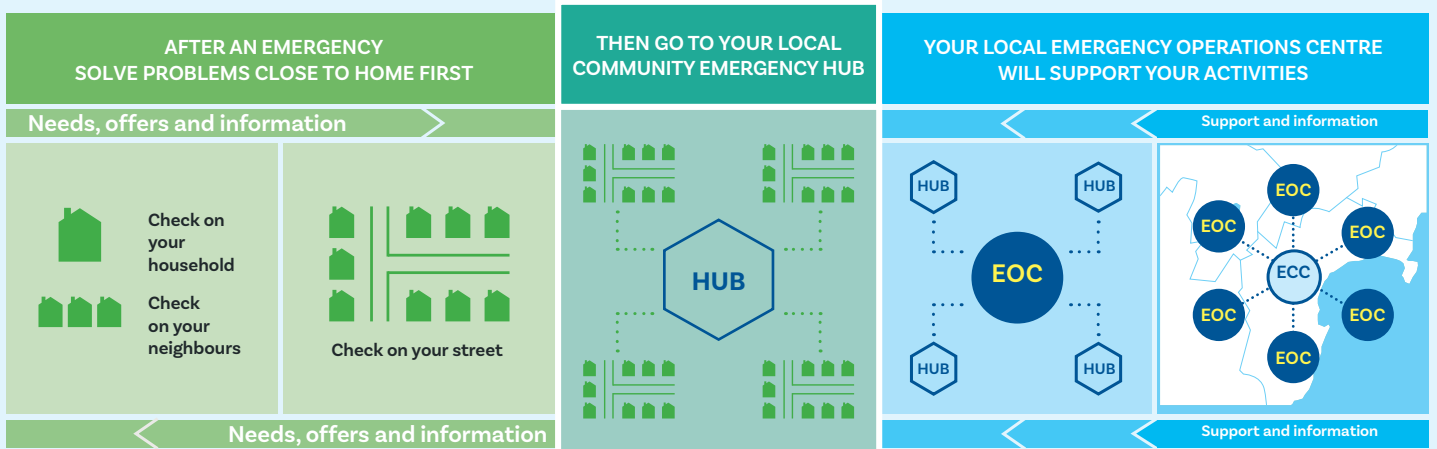 AFTER AN EMERGENCY
SOLVE PROBLEMS CLOSE TO HOME FIRST
Needs, offers and information
Check on
your
household
Check
on your
neighbours
Check on your street
Needs, offers and information
THEN GO TO YOUR LOCAL
COMMUNITY EMERGENCY HUB
HUB
YOUR LOCAL EMERGENCY OPERATIONS CENTRE
WILL SUPPORT YOUR ACTIVITIES
Support and information
HUB
HUB
EOC
HUB
HUB
EOC
EOC
EOC
ECC
EOC
EOC
EOC
Support and information